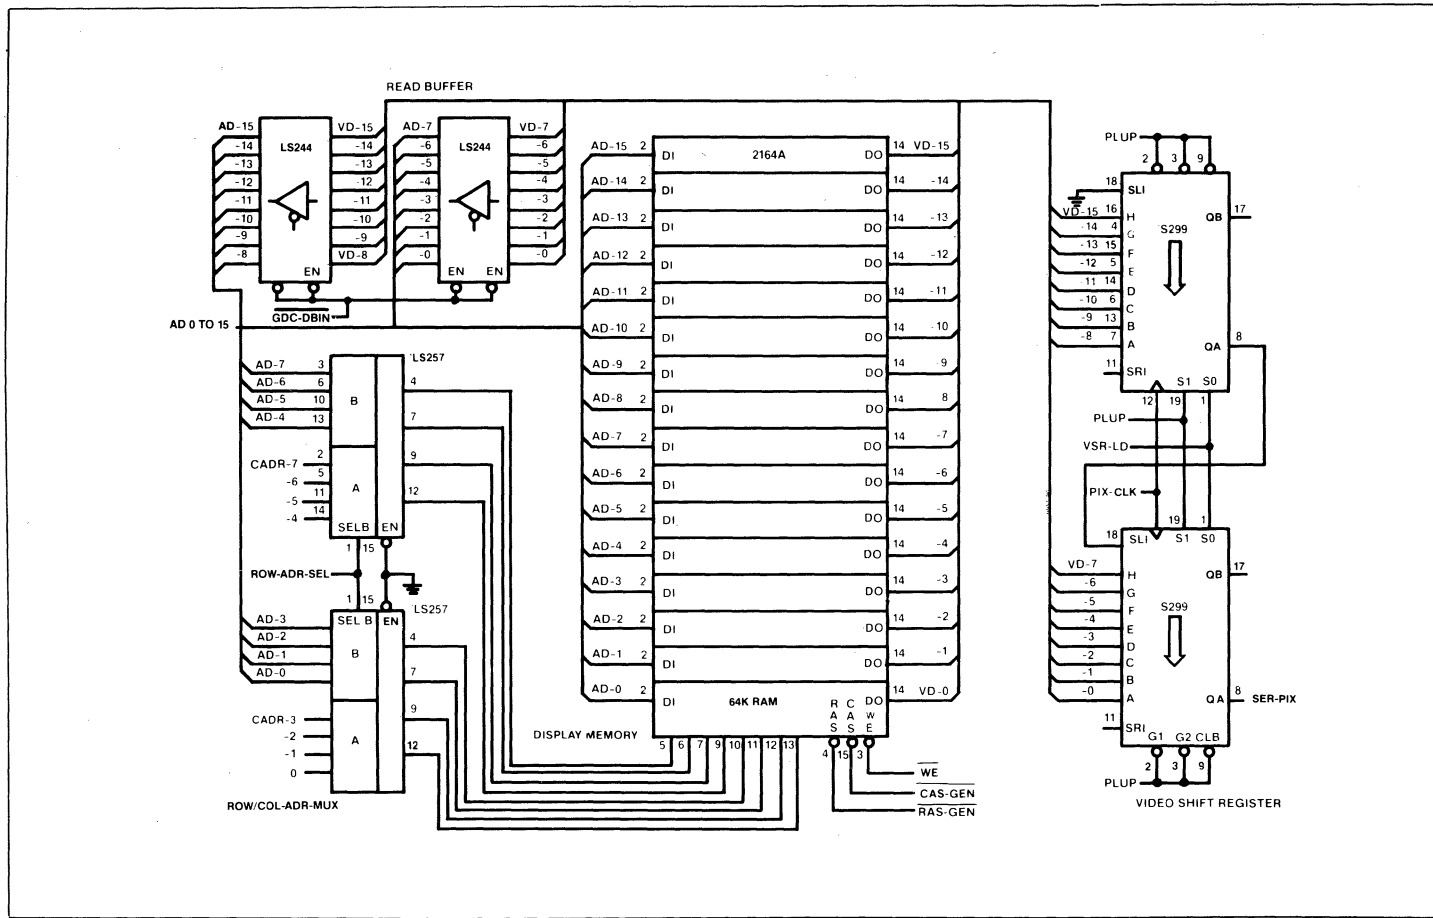 READ BUFFER
AD-15
-14
-13
-12
-11
-10
-9
-8
LS244
EN
VD-15
-14
-13
-12
-11
-10
-9
VD-8
AD-7
-6
-5
-4
-3
-2
-1
-0
LS244
EN EN
VD-7
-6
-5
-4
-3
-2
-1
-0
GDC-DBIN
AD 0 TO 15
LS257
AD-7 3
AD-6 6
AD-5 10
AD-4 13
B
CADR-7 2
-6 5
-5 11
-4 14
A
SELB EN
4
7
9
12
1 15
ROW-ADR-SEL
1 15
LS257
SEL B EN
AD-3
AD-2
AD-1
AD-0
B
CADR-3
-2
-1
0
A
4
7
9
12
ROW/COL-ADR-MUX
2164A
AD-15 2 DI DO 14 VD-15
AD-14 2 DI DO 14 -14
AD-13 2 DI DO 14 -13
AD-12 2 DI DO 14 -12
AD-11 2 DI DO 14 -11
AD-10 2 DI DO 14 -10
AD-9 2 DI DO 14 -9
AD-8 2 DI DO 14 8
AD-7 2 DI DO 14 -7
AD-6 2 DI DO 14 -6
AD-5 2 DI DO 14 -5
AD-4 2 DI DO 14 -4
AD-3 2 DI DO 14 -3
AD-2 2 DI DO 14 -2
AD-1 2 DI DO 14 -1
AD-0 2 DI DO 14 VD-0
64K RAM
RAS CAS WE
DISPLAY MEMORY
5 6 7 9 10 11 12 13
4 15 3
WE
CAS-GEN
RAS-GEN
PLUP
2 3 9
18 SLI
VD-15 16 H
-14 4 G
-13 15 F
-12 5 E
-11 14 D
-10 6 C
-9 13 B
-8 7 A
11 SRI
S299
QB 17
QA 8
S1 S0
12 19 1
PLUP
VSR-LD
PIX-CLK
19 1
18 SLI S1 S0
VD-7 H
-6 G
-5 F
-4 E
-3 D
-2 C
-1 B
-0 A
11 SRI
S299
QB 17
QA 8 SER-PIX
G1 G2 CLB
2 3 9
PLUP
VIDEO SHIFT REGISTER